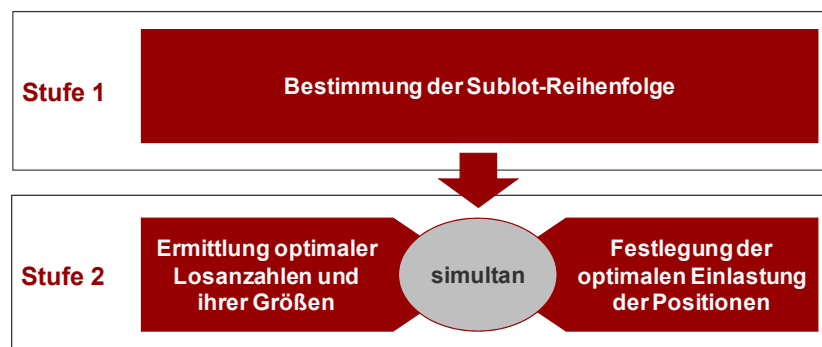 Stufe 1
Bestimmung der Sublot-Reihenfolge
Stufe 2
Ermittlung optimaler
Losanzahlen und
ihrer Größen
simultan
Festlegung der
optimalen Einlastung
der Positionen